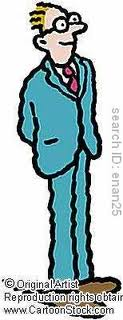 search ID: enan25
© Original Artist
Reproduction rights obtain
www.CartoonStock.com